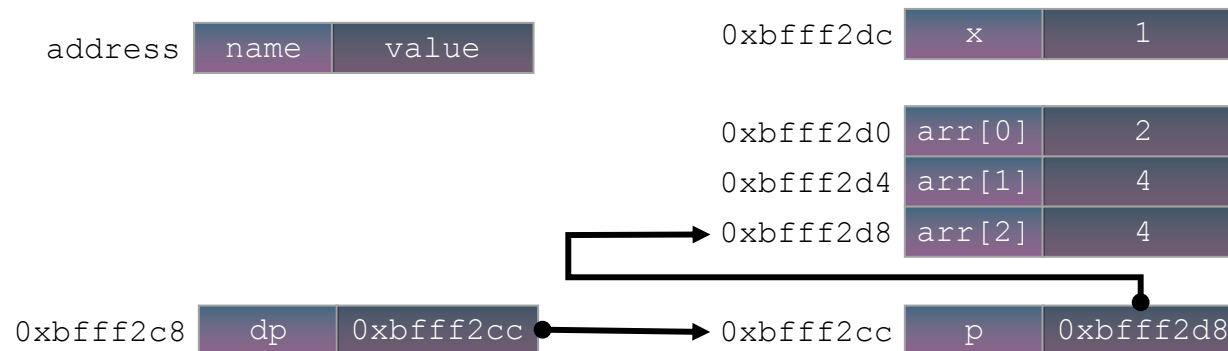 address name value
0xbfff2dc x 1
0xbfff2d0 arr[0] 2
0xbfff2d4 arr[1] 4
0xbfff2d8 arr[2] 4
0xbfff2c8 dp 0xbfff2cc
0xbfff2cc p 0xbfff2d8